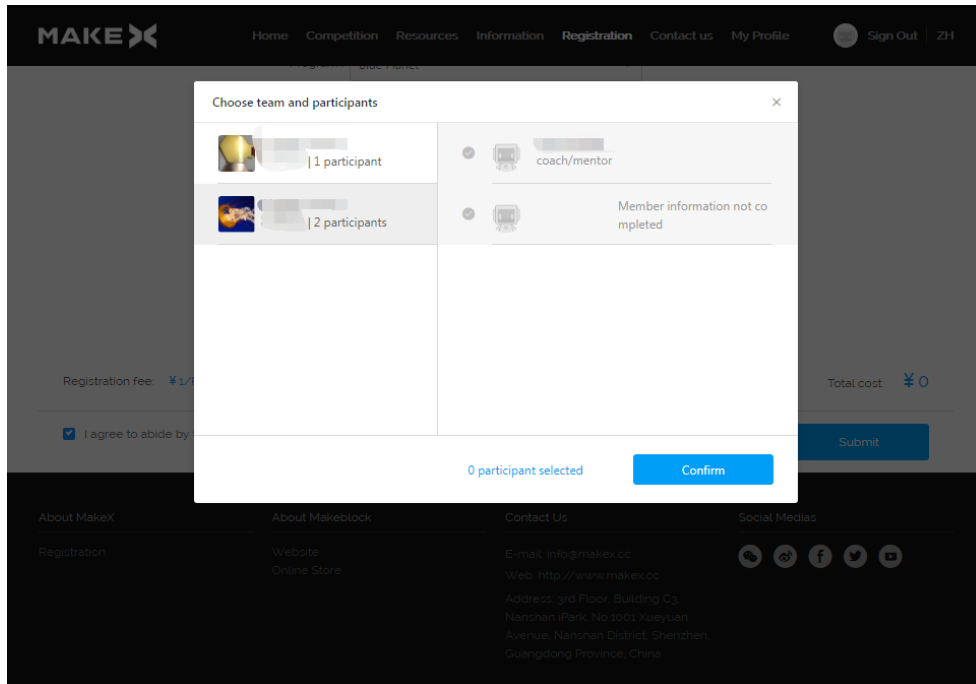 MAKEX
Home Competition Resources Information Registration Contact us My Profile Sign Out ZH
Blue Planet
Choose team and participants
| 1 participant
coach/mentor
| 2 participants
Member information not co
mpleted
Registration fee: ¥1/
Total cost: ¥0
I agree to abide by
Submit
0 participant selected
Confirm
About MakeX
About Makeblock
Contact Us
Social Medias
Registration
Website
Online Store
E-mail: info@makex.cc
Web: http://www.makex.cc
Address: 3rd Floor, Building C3,
Nanshan iPark, No.1001 Xueyuan
Avenue, Nanshan District, Shenzhen,
Guangdong Province, China